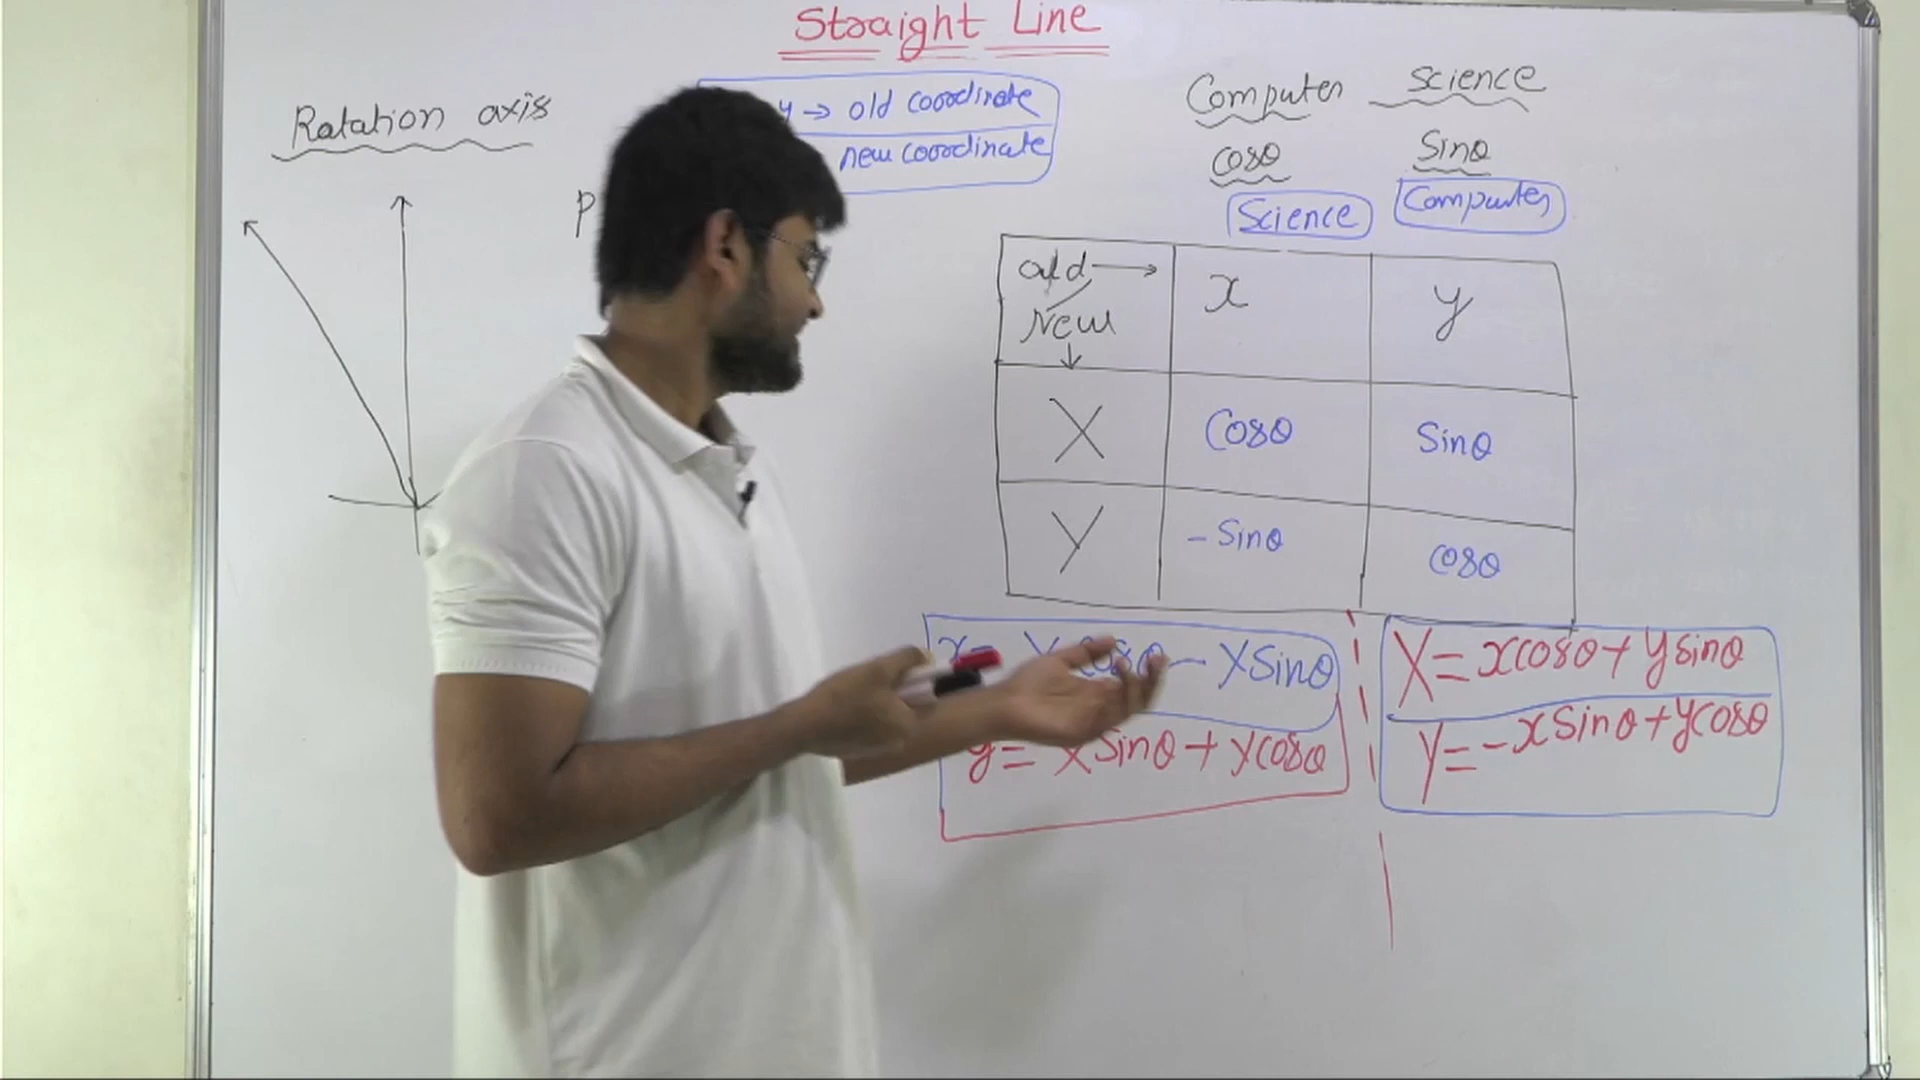 Straight Line
Rotation axis
y → old coordinate
new coordinate
P
Computer Science
cosθ Sinθ
Science Computer
old →
New ↓
x y
X Cosθ Sinθ
Y - Sinθ cosθ
x = X cosθ - YSinθ
y = XSinθ + Ycosθ
X = xcosθ + ysinθ
Y = -xSinθ + ycosθ